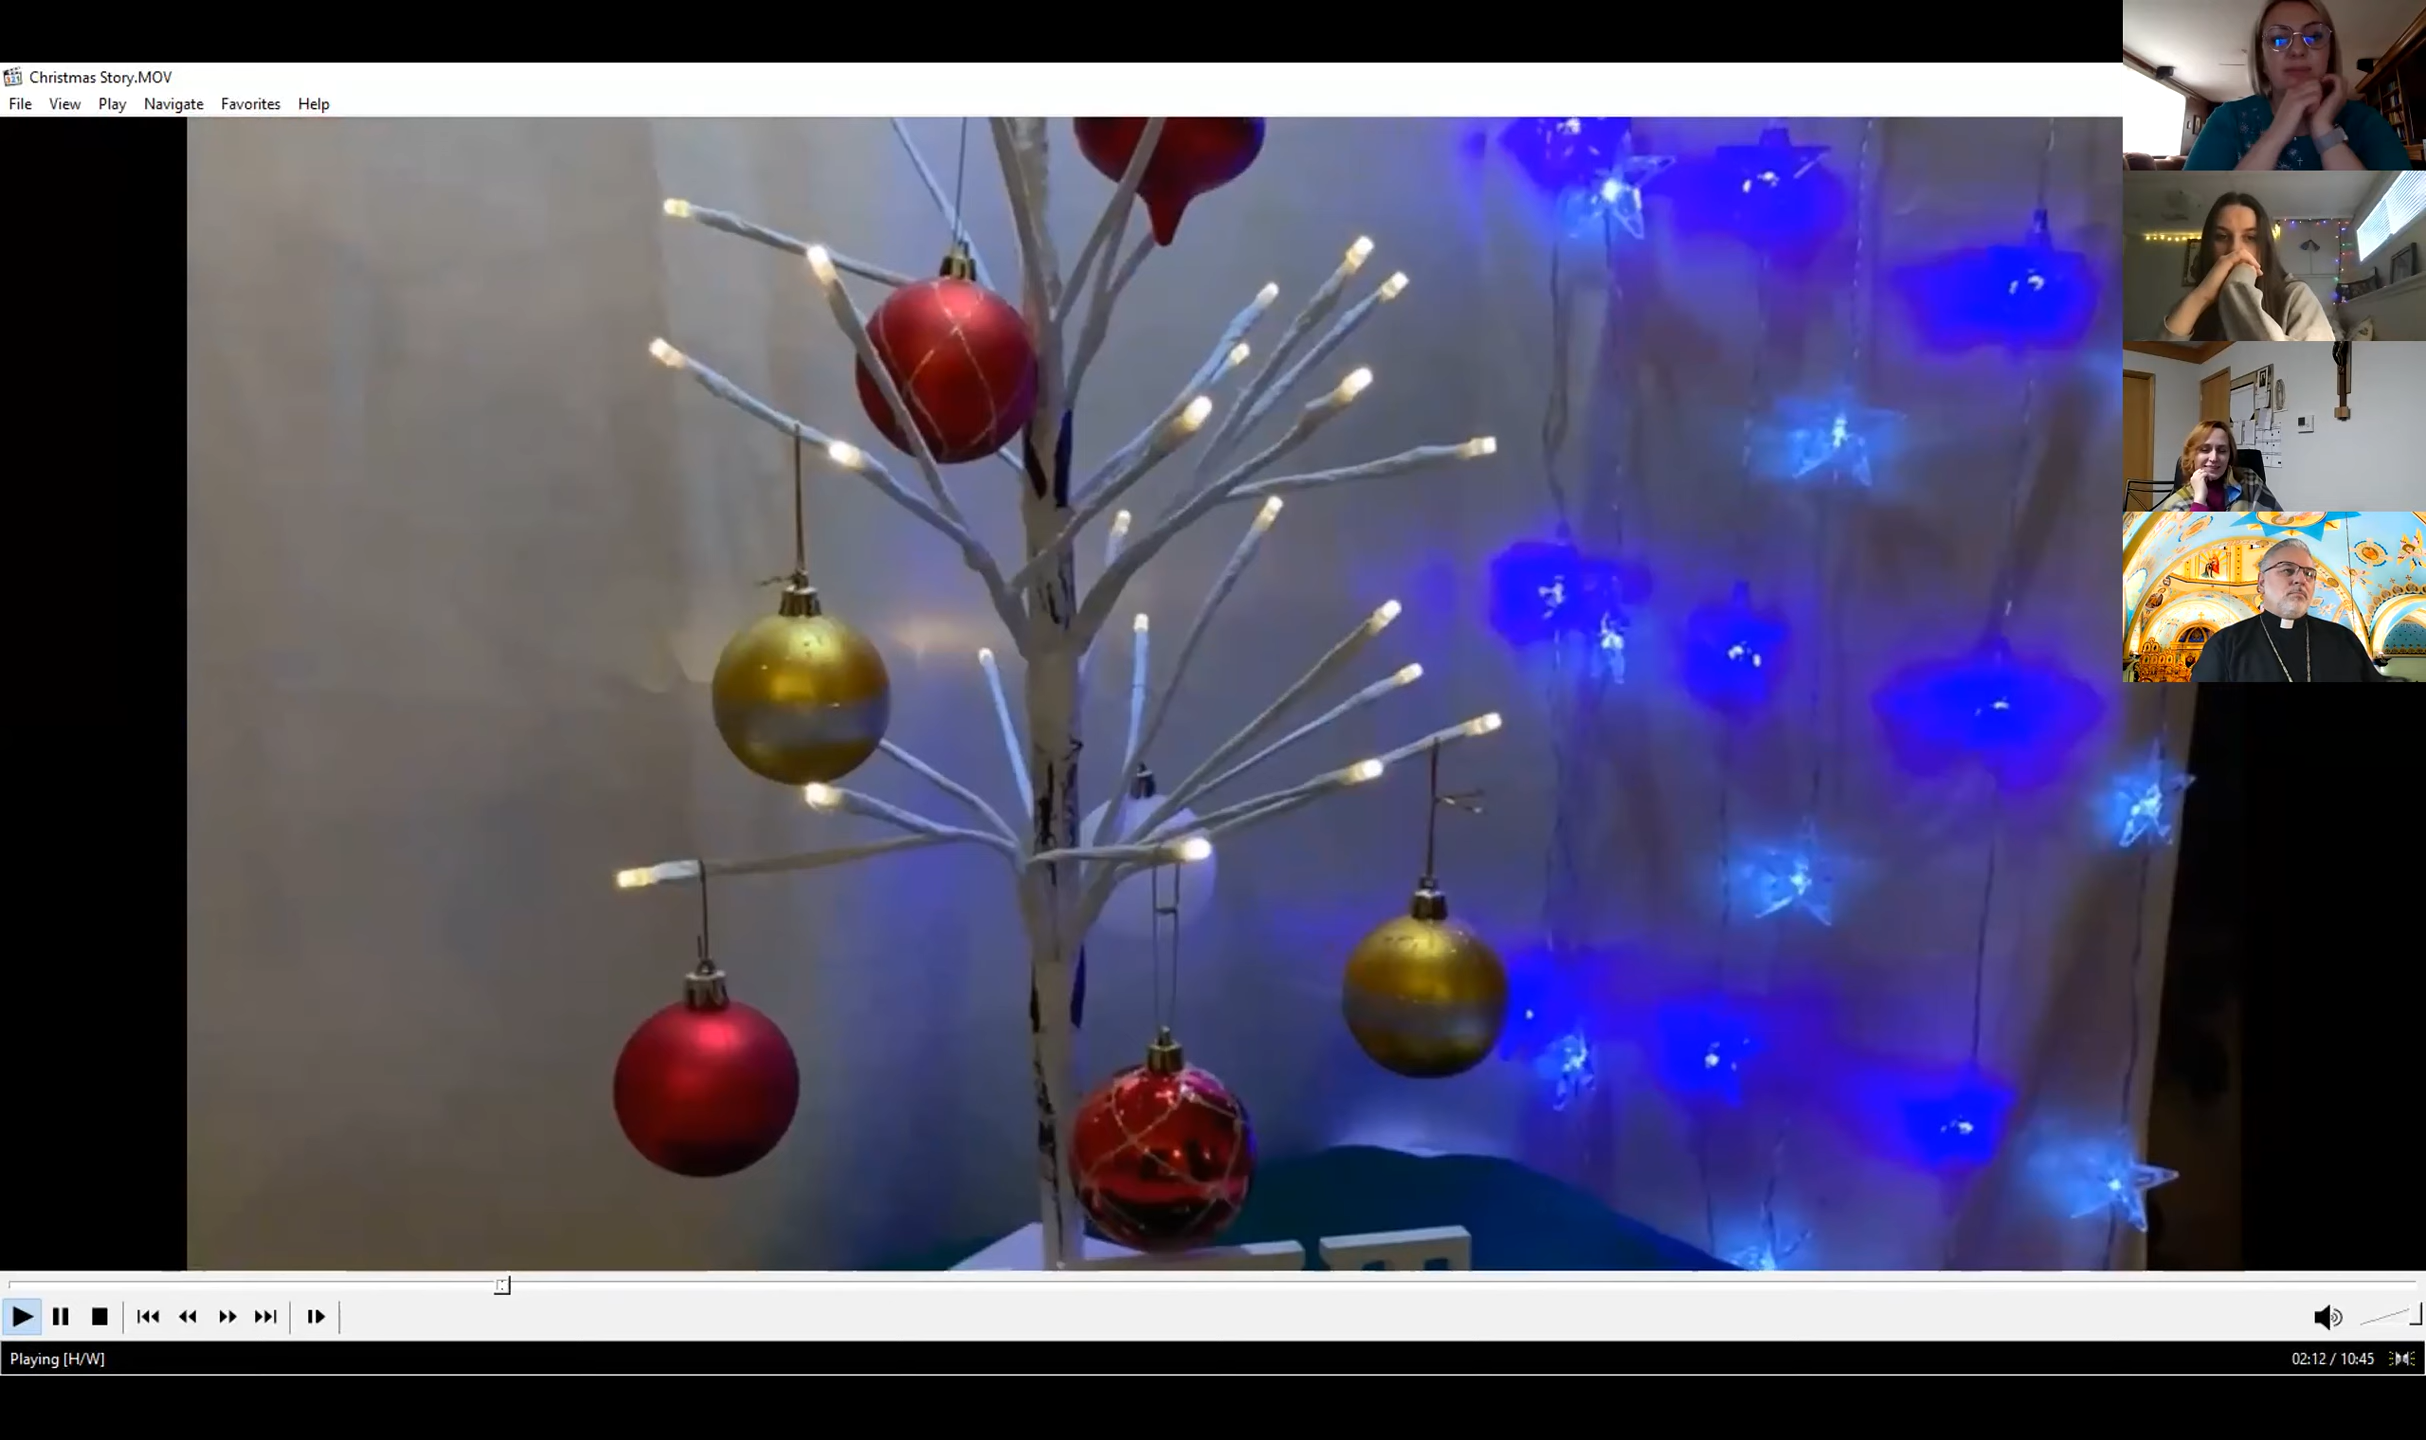 Christmas Story.MOV
File View Play Navigate Favorites Help
Playing [H/W]
02:12 / 10:45